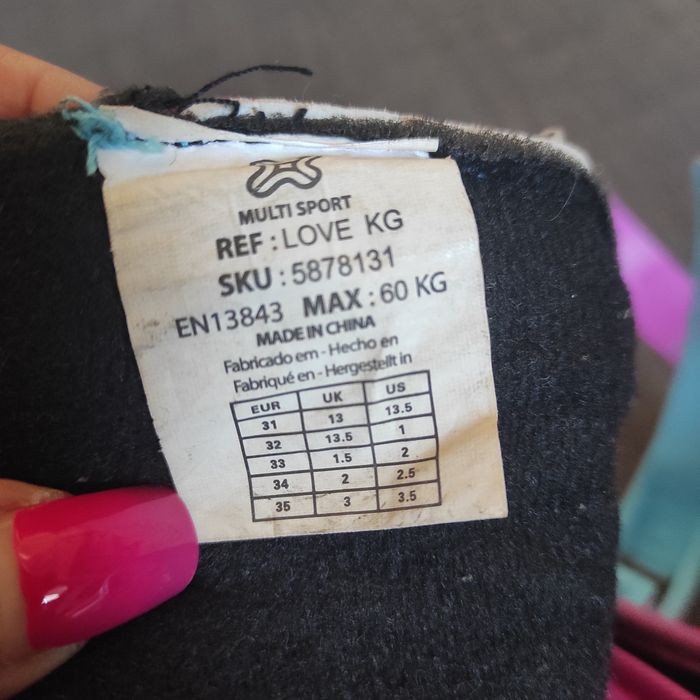 MULTI SPORT
REF : LOVE KG
SKU : 5878131
EN13843 MAX : 60 KG
MADE IN CHINA
Fabricado em - Hecho en
Fabriqué en - Hergestellt in
EUR UK US
31 13 13.5
32 13.5 1
33 1.5 2
34 2 2.5
35 3 3.5